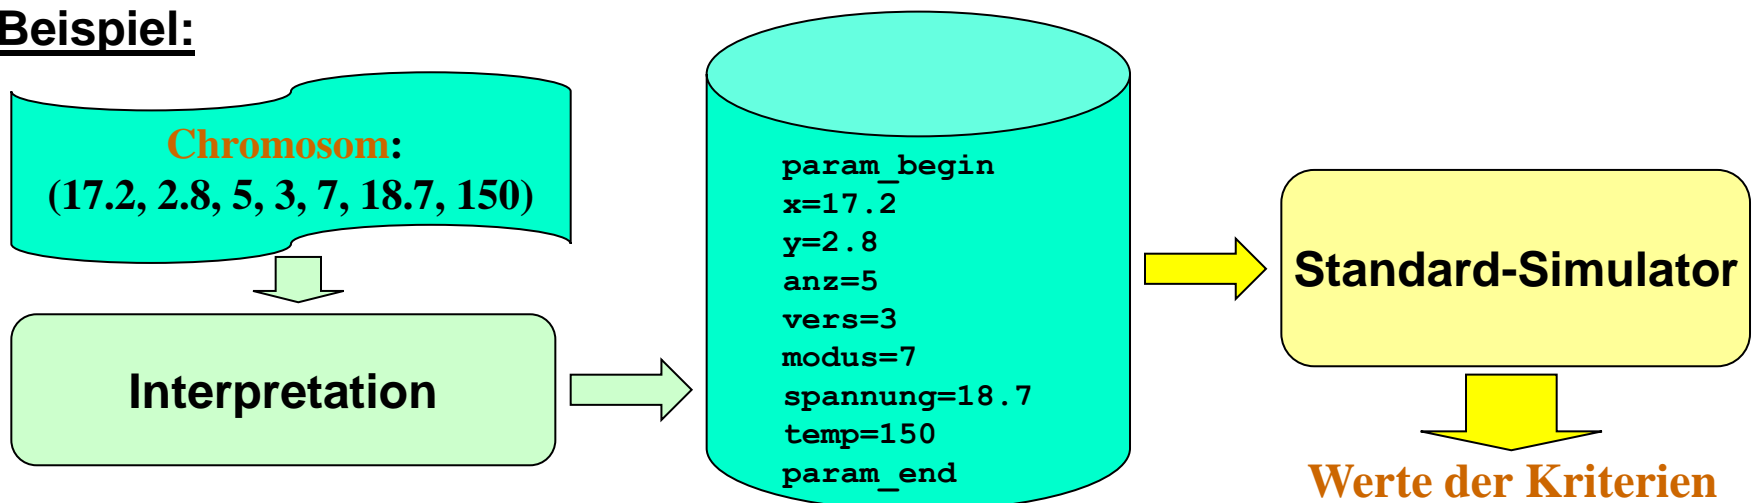 Beispiel:
Chromosom:
(17.2, 2.8, 5, 3, 7, 18.7, 150)
Interpretation
param_begin
x=17.2
y=2.8
anz=5
vers=3
modus=7
spannung=18.7
temp=150
param_end
Standard-Simulator
Werte der Kriterien